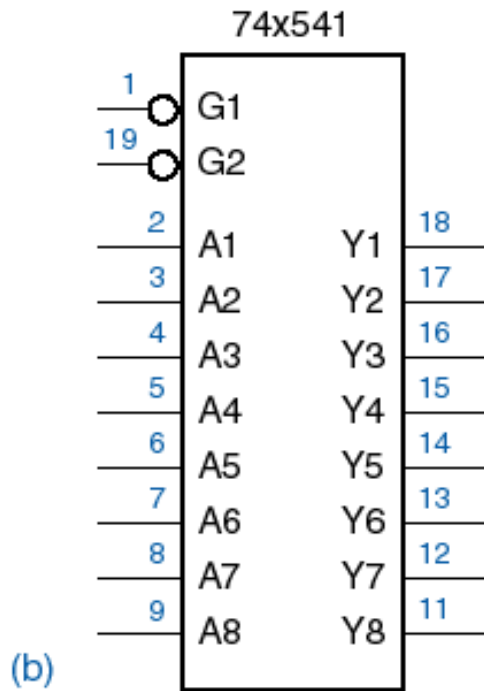 74x541
1 G1
19 G2
2 A1 Y1 18
3 A2 Y2 17
4 A3 Y3 16
5 A4 Y4 15
6 A5 Y5 14
7 A6 Y6 13
8 A7 Y7 12
9 A8 Y8 11
(b)